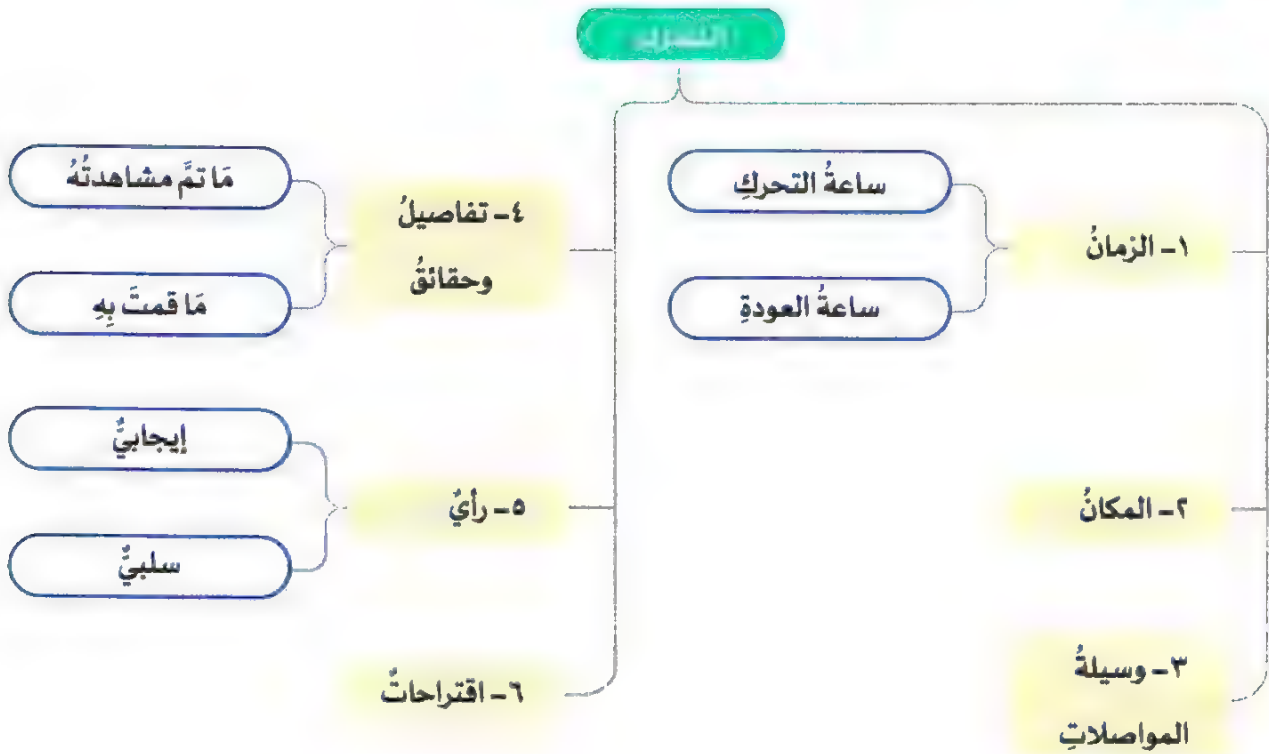 ١- الزمانُ
ساعةُ التحركِ
ساعةُ العودةِ
٢- المكانُ
٣- وسيلةُ
المواصلاتِ
٤- تفاصيلُ
وحقائقُ
مَا تمَّ مشاهدتُهُ
مَا قمتَ بِهِ
٥- رأيٌ
إيجابيٌّ
سلبيٌّ
٦- اقتراحاتٌ